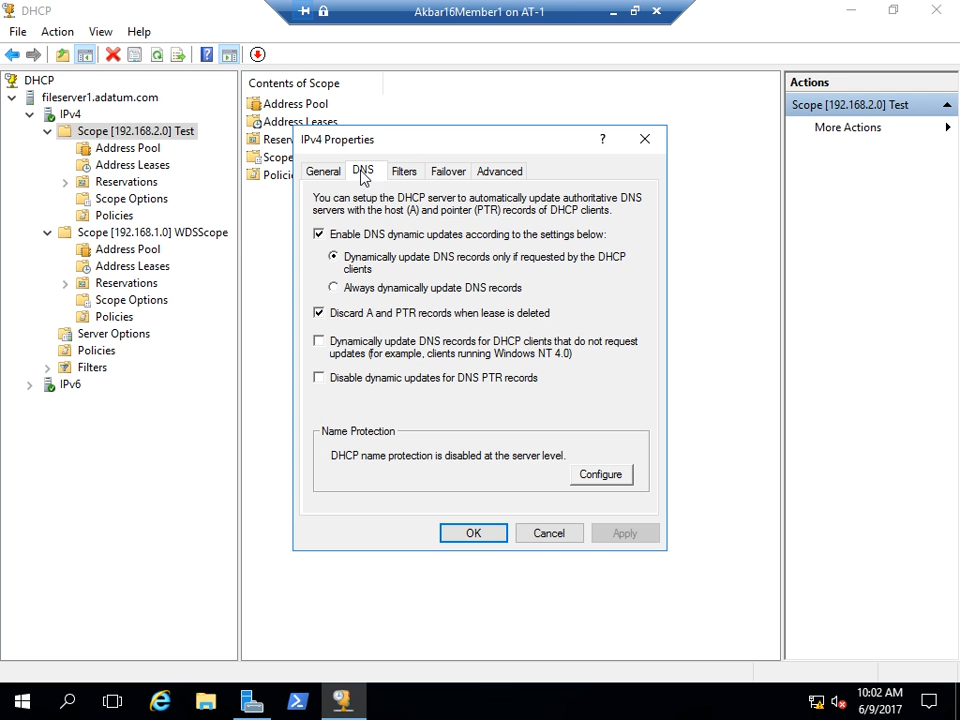 DHCP
Akbar16Member1 on AT-1
File Action View Help
DHCP
fileserver1.adatum.com
IPv4
Scope [192.168.2.0] Test
Address Pool
Address Leases
Reservations
Scope Options
Policies
Scope [192.168.1.0] WDSScope
Address Pool
Address Leases
Reservations
Scope Options
Policies
Server Options
Policies
Filters
IPv6
Contents of Scope
Address Pool
Address Leases
Reser
Scope
Polici
IPv4 Properties
General DNS Filters Failover Advanced
You can setup the DHCP server to automatically update authoritative DNS
servers with the host (A) and pointer (PTR) records of DHCP clients.
Enable DNS dynamic updates according to the settings below:
Dynamically update DNS records only if requested by the DHCP
clients
Always dynamically update DNS records
Discard A and PTR records when lease is deleted
Dynamically update DNS records for DHCP clients that do not request
updates (for example, clients running Windows NT 4.0)
Disable dynamic updates for DNS PTR records
Name Protection
DHCP name protection is disabled at the server level.
Configure
OK Cancel Apply
Actions
Scope [192.168.2.0] Test
More Actions
10:02 AM
6/9/2017